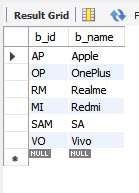 Result Grid F
b_id b_name
AP Apple
OP OnePlus
RM Realme
MI Redmi
SAM SA
VO Vivo
NULL NULL